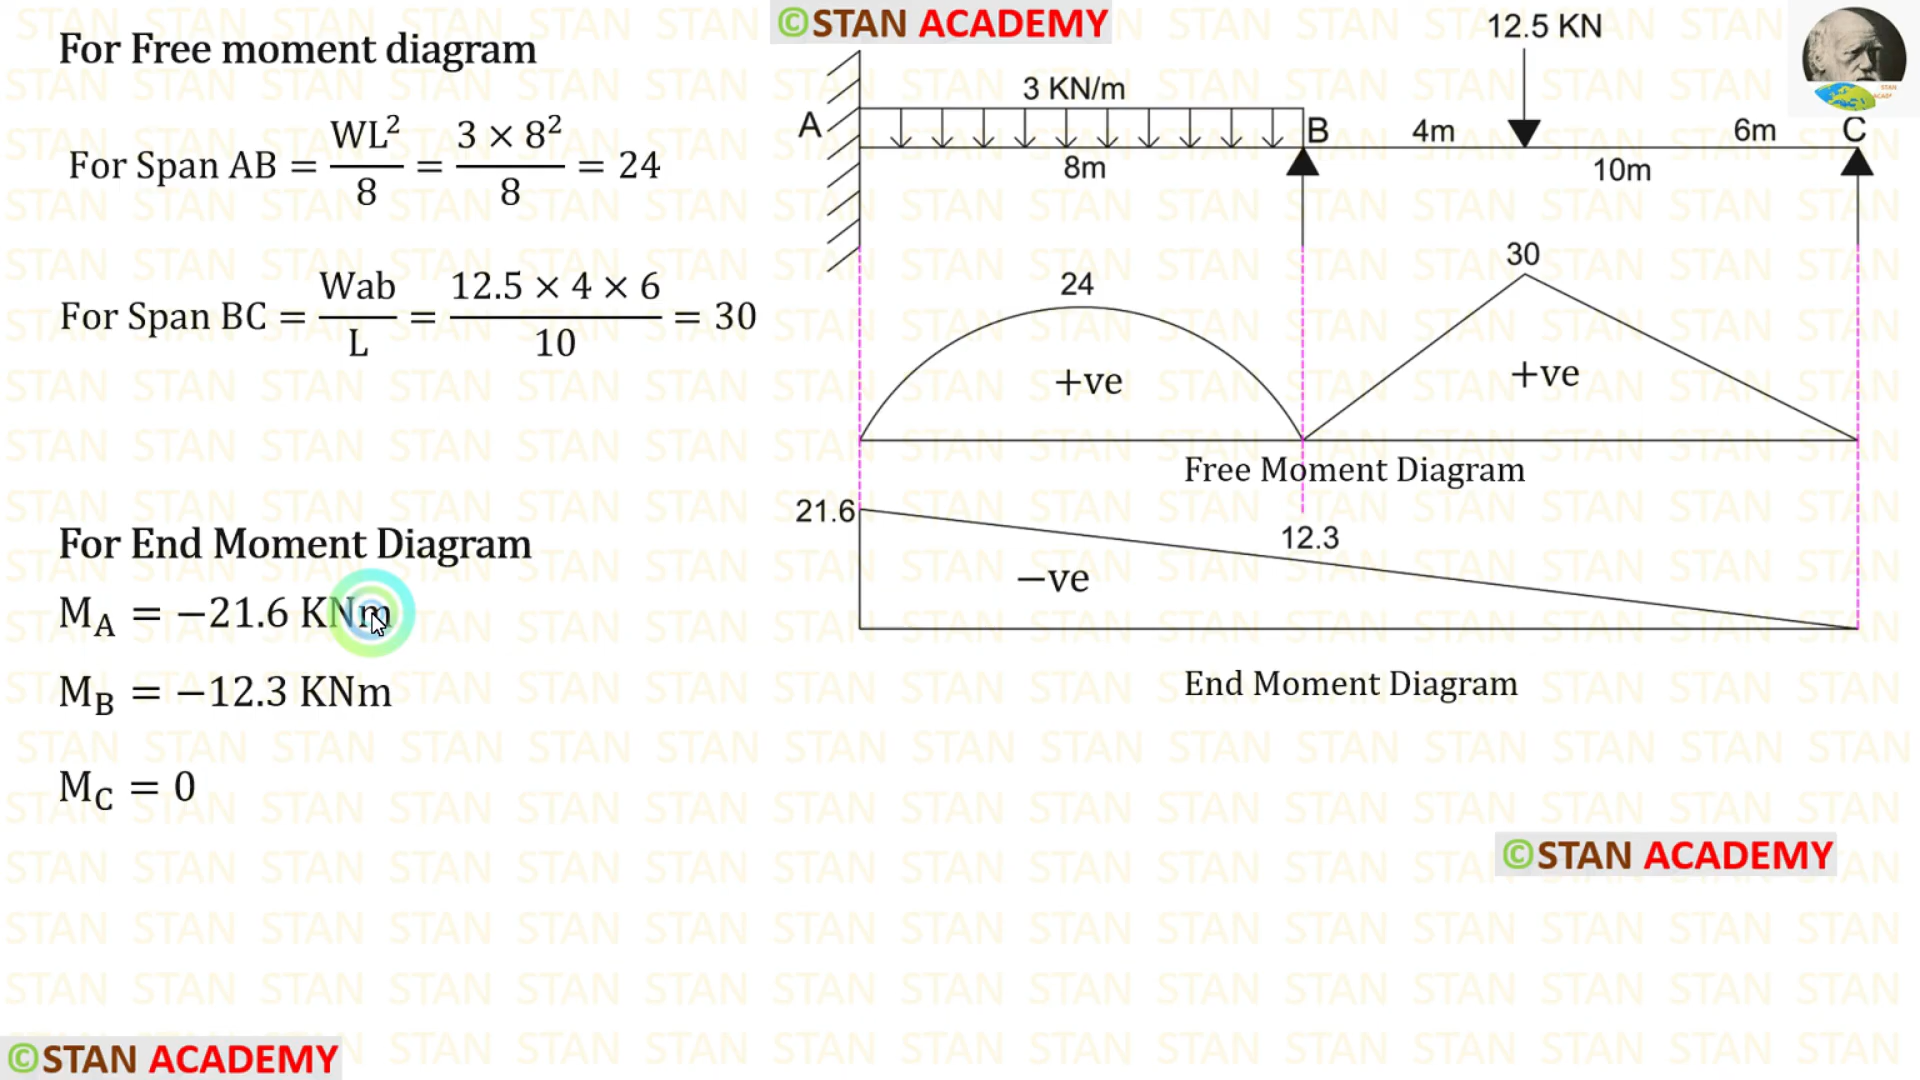 ©STAN ACADEMY
For Free moment diagram
For Span AB = WL²/8 = 3 × 8²/8 = 24
For Span BC = Wab/L = 12.5 × 4 × 6/10 = 30
For End Moment Diagram
M_A = −21.6 KNm
M_B = −12.3 KNm
M_C = 0
12.5 KN
3 KN/m
A
B
4m
6m
C
8m
10m
24
30
+ve
+ve
Free Moment Diagram
21.6
12.3
−ve
End Moment Diagram
©STAN ACADEMY
©STAN ACADEMY